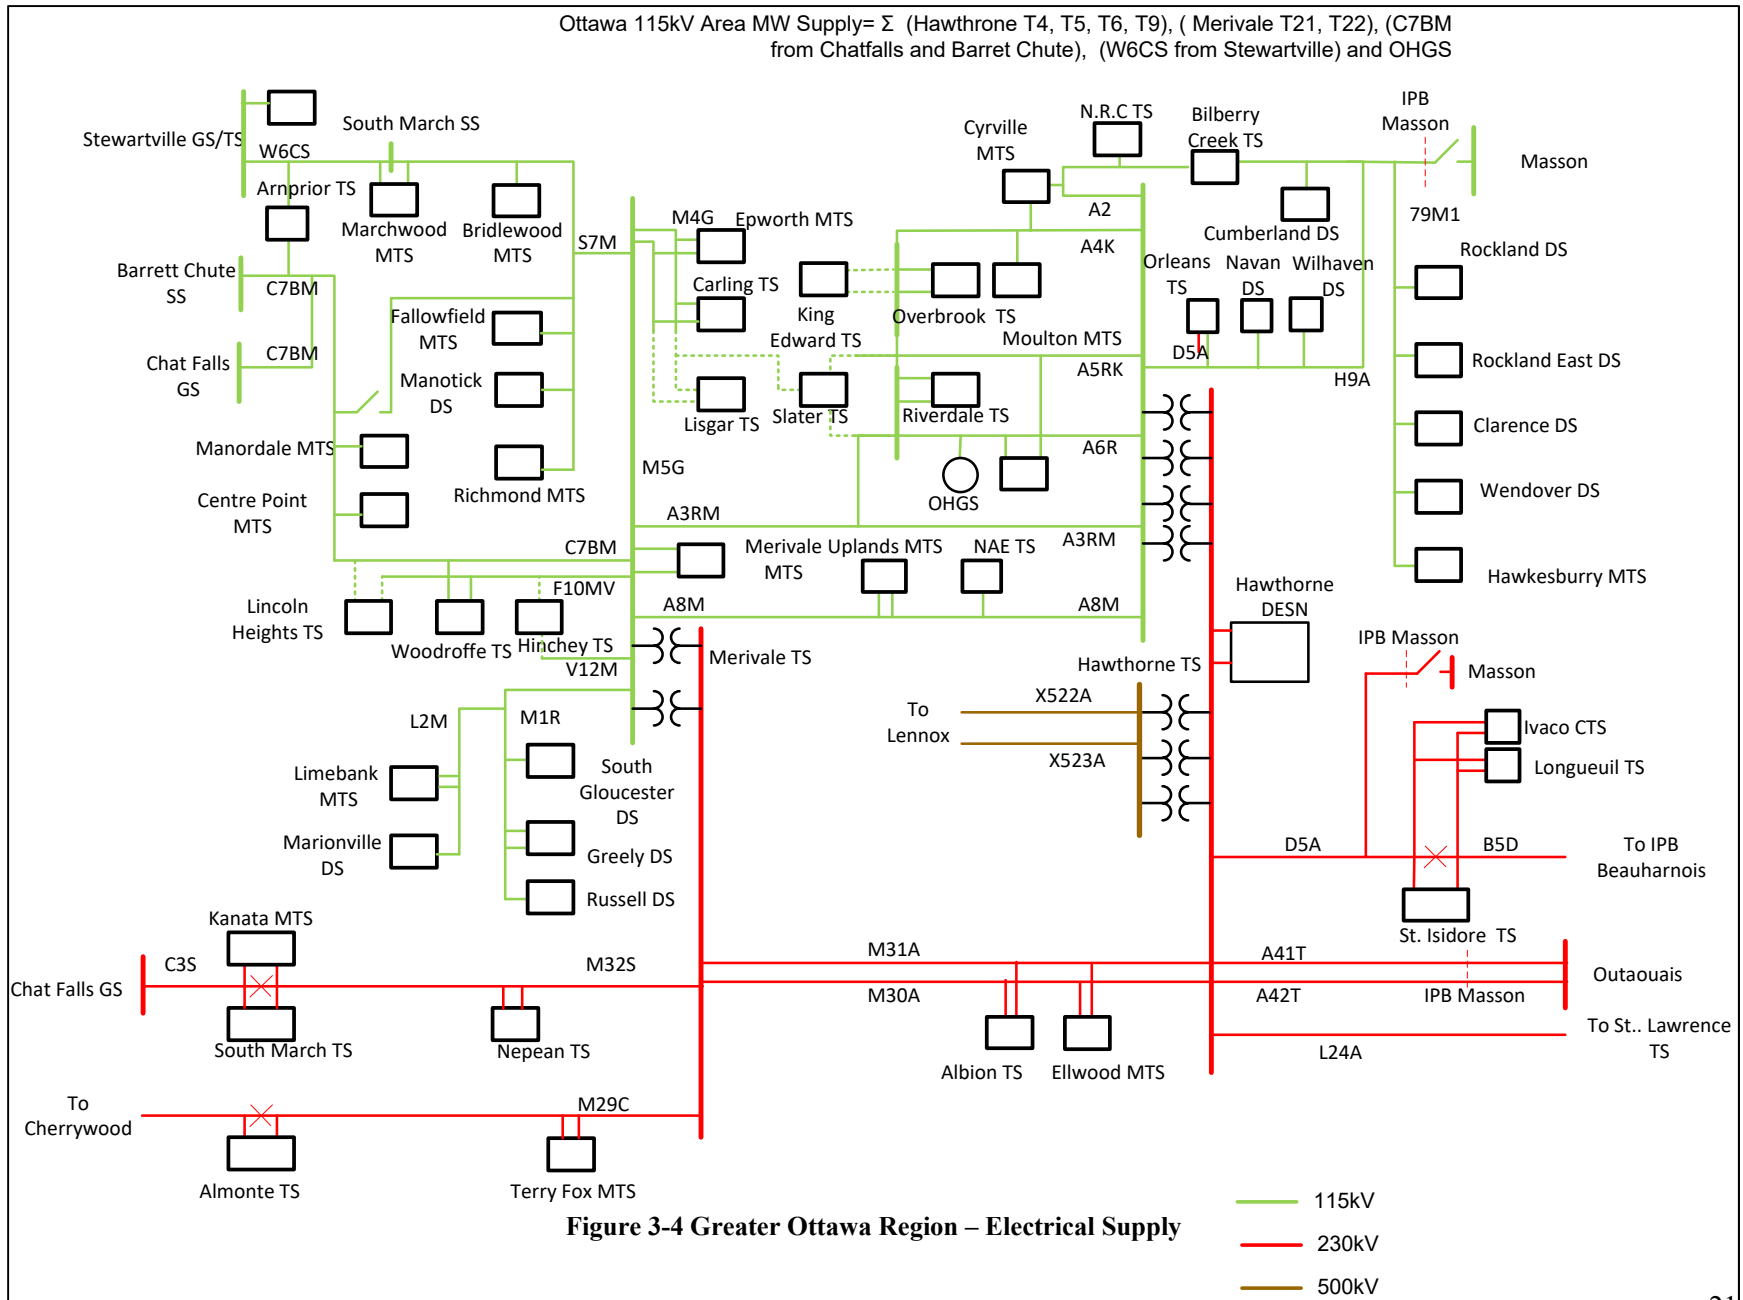 Ottawa 115kV Area MW Supply= Σ (Hawthrone T4, T5, T6, T9), ( Merivale T21, T22), (C7BM
from Chatfalls and Barret Chute), (W6CS from Stewartville) and OHGS
Stewartville GS/TS
W6CS
South March SS
Arnprior TS
Marchwood
MTS
Bridlewood
MTS
S7M
Barrett Chute
SS
C7BM
Chat Falls
GS
C7BM
Fallowfield
MTS
Manotick
DS
Manordale MTS
Richmond MTS
Centre Point
MTS
M4G
Epworth MTS
Carling TS
Lisgar TS
M5G
King
Edward TS
Slater TS
Overbrook TS
Riverdale TS
Moulton MTS
OHGS
Cyrville
MTS
N.R.C TS
Bilberry
Creek TS
IPB
Masson
Masson
79M1
A2
A4K
A5RK
A6R
Cumberland DS
Orleans
TS
Navan
DS
Wilhaven
DS
D5A
H9A
Rockland DS
Rockland East DS
Clarence DS
Wendover DS
Hawkesburry MTS
A3RM
A3RM
C7BM
F10MV
Merivale
MTS
Uplands MTS
NAE TS
A8M
A8M
Lincoln
Heights TS
Woodroffe TS
Hinchey TS
V12M
Merivale TS
Hawthorne
DESN
Hawthorne TS
L2M
M1R
Limebank
MTS
Marionville
DS
South
Gloucester
DS
Greely DS
Russell DS
To
Lennox
X522A
X523A
IPB Masson
Masson
Ivaco CTS
Longueuil TS
D5A
B5D
To IPB
Beauharnois
St. Isidore TS
Kanata MTS
C3S
M32S
Chat Falls GS
South March TS
Nepean TS
M31A
M30A
A41T
A42T
IPB Masson
Outaouais
Albion TS
Ellwood MTS
L24A
To St.. Lawrence
TS
To
Cherrywood
M29C
Almonte TS
Terry Fox MTS
115kV
230kV
500kV
Figure 3-4 Greater Ottawa Region – Electrical Supply